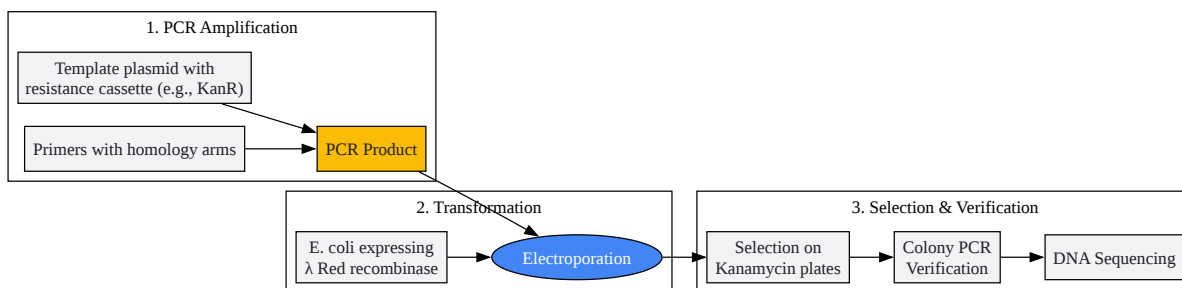 1. PCR Amplification
Template plasmid with
resistance cassette (e.g., KanR)
Primers with homology arms
PCR Product
2. Transformation
E. coli expressing
λ Red recombinase
Electroporation
3. Selection & Verification
Selection on
Kanamycin plates
Colony PCR
Verification
DNA Sequencing